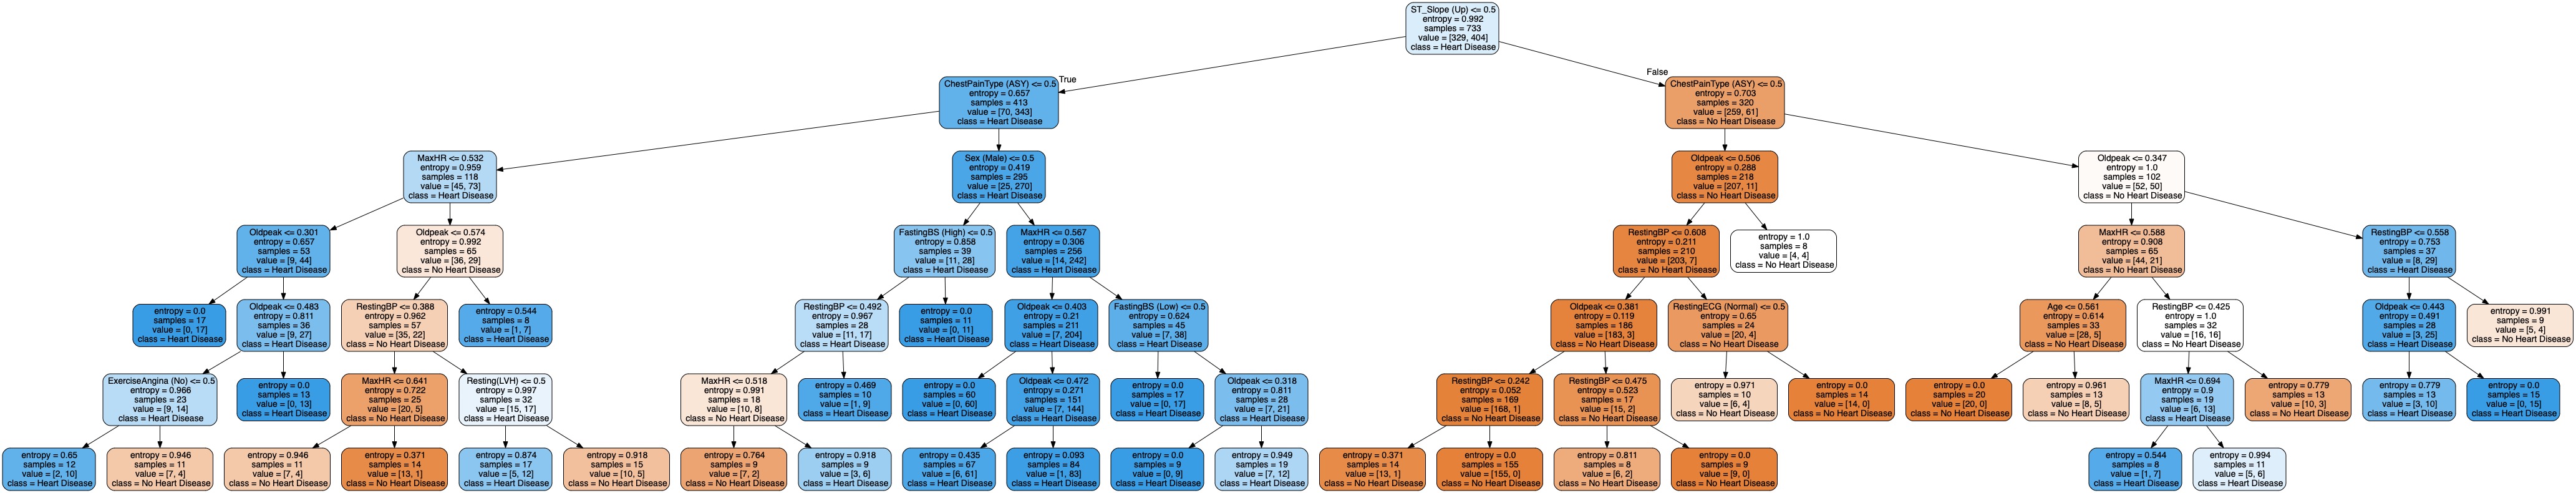 ST_Slope (Up) <= 0.5
entropy = 0.992
samples = 733
value = [329, 404]
class = Heart Disease
True
False
ChestPainType (ASY) <= 0.5
entropy = 0.657
samples = 413
value = [70, 343]
class = Heart Disease
ChestPainType (ASY) <= 0.5
entropy = 0.703
samples = 320
value = [259, 61]
class = No Heart Disease
MaxHR <= 0.532
entropy = 0.959
samples = 118
value = [45, 73]
class = Heart Disease
Sex (Male) <= 0.5
entropy = 0.419
samples = 295
value = [25, 270]
class = Heart Disease
Oldpeak <= 0.506
entropy = 0.288
samples = 218
value = [207, 11]
class = No Heart Disease
Oldpeak <= 0.347
entropy = 1.0
samples = 102
value = [52, 50]
class = No Heart Disease
Oldpeak <= 0.301
entropy = 0.657
samples = 53
value = [9, 44]
class = Heart Disease
Oldpeak <= 0.574
entropy = 0.992
samples = 65
value = [36, 29]
class = No Heart Disease
FastingBS (High) <= 0.5
entropy = 0.858
samples = 39
value = [11, 28]
class = Heart Disease
MaxHR <= 0.567
entropy = 0.306
samples = 256
value = [14, 242]
class = Heart Disease
RestingBP <= 0.608
entropy = 0.211
samples = 210
value = [203, 7]
class = No Heart Disease
entropy = 1.0
samples = 8
value = [4, 4]
class = No Heart Disease
MaxHR <= 0.588
entropy = 0.908
samples = 65
value = [44, 21]
class = No Heart Disease
RestingBP <= 0.558
entropy = 0.753
samples = 37
value = [8, 29]
class = Heart Disease
entropy = 0.0
samples = 17
value = [0, 17]
class = Heart Disease
Oldpeak <= 0.483
entropy = 0.811
samples = 36
value = [9, 27]
class = Heart Disease
RestingBP <= 0.388
entropy = 0.962
samples = 57
value = [35, 22]
class = No Heart Disease
entropy = 0.544
samples = 8
value = [1, 7]
class = Heart Disease
RestingBP <= 0.492
entropy = 0.967
samples = 28
value = [11, 17]
class = Heart Disease
entropy = 0.0
samples = 11
value = [0, 11]
class = Heart Disease
Oldpeak <= 0.403
entropy = 0.21
samples = 211
value = [7, 204]
class = Heart Disease
FastingBS (Low) <= 0.5
entropy = 0.624
samples = 45
value = [7, 38]
class = Heart Disease
Oldpeak <= 0.381
entropy = 0.119
samples = 186
value = [183, 3]
class = No Heart Disease
RestingECG (Normal) <= 0.5
entropy = 0.65
samples = 24
value = [20, 4]
class = No Heart Disease
Age <= 0.561
entropy = 0.614
samples = 33
value = [28, 5]
class = No Heart Disease
RestingBP <= 0.425
entropy = 1.0
samples = 32
value = [16, 16]
class = No Heart Disease
Oldpeak <= 0.443
entropy = 0.491
samples = 28
value = [3, 25]
class = Heart Disease
entropy = 0.991
samples = 9
value = [5, 4]
class = No Heart Disease
ExerciseAngina (No) <= 0.5
entropy = 0.966
samples = 23
value = [9, 14]
class = Heart Disease
entropy = 0.0
samples = 13
value = [0, 13]
class = Heart Disease
MaxHR <= 0.641
entropy = 0.722
samples = 25
value = [20, 5]
class = No Heart Disease
Resting(LVH) <= 0.5
entropy = 0.997
samples = 32
value = [15, 17]
class = Heart Disease
MaxHR <= 0.518
entropy = 0.991
samples = 18
value = [10, 8]
class = No Heart Disease
entropy = 0.469
samples = 10
value = [1, 9]
class = Heart Disease
entropy = 0.0
samples = 60
value = [0, 60]
class = Heart Disease
Oldpeak <= 0.472
entropy = 0.271
samples = 151
value = [7, 144]
class = Heart Disease
entropy = 0.0
samples = 17
value = [0, 17]
class = Heart Disease
Oldpeak <= 0.318
entropy = 0.811
samples = 28
value = [7, 21]
class = Heart Disease
RestingBP <= 0.242
entropy = 0.052
samples = 169
value = [168, 1]
class = No Heart Disease
RestingBP <= 0.475
entropy = 0.523
samples = 17
value = [15, 2]
class = No Heart Disease
entropy = 0.971
samples = 10
value = [6, 4]
class = No Heart Disease
entropy = 0.0
samples = 14
value = [14, 0]
class = No Heart Disease
entropy = 0.0
samples = 20
value = [20, 0]
class = No Heart Disease
entropy = 0.961
samples = 13
value = [8, 5]
class = No Heart Disease
MaxHR <= 0.694
entropy = 0.9
samples = 19
value = [6, 13]
class = Heart Disease
entropy = 0.779
samples = 13
value = [10, 3]
class = No Heart Disease
entropy = 0.779
samples = 13
value = [3, 10]
class = Heart Disease
entropy = 0.0
samples = 15
value = [0, 15]
class = Heart Disease
entropy = 0.65
samples = 12
value = [2, 10]
class = Heart Disease
entropy = 0.946
samples = 11
value = [7, 4]
class = No Heart Disease
entropy = 0.946
samples = 11
value = [7, 4]
class = No Heart Disease
entropy = 0.371
samples = 14
value = [13, 1]
class = No Heart Disease
entropy = 0.874
samples = 17
value = [5, 12]
class = Heart Disease
entropy = 0.918
samples = 15
value = [10, 5]
class = No Heart Disease
entropy = 0.764
samples = 9
value = [7, 2]
class = No Heart Disease
entropy = 0.918
samples = 9
value = [3, 6]
class = Heart Disease
entropy = 0.435
samples = 67
value = [6, 61]
class = Heart Disease
entropy = 0.093
samples = 84
value = [1, 83]
class = Heart Disease
entropy = 0.0
samples = 9
value = [0, 9]
class = Heart Disease
entropy = 0.949
samples = 19
value = [7, 12]
class = Heart Disease
entropy = 0.371
samples = 14
value = [13, 1]
class = No Heart Disease
entropy = 0.0
samples = 155
value = [155, 0]
class = No Heart Disease
entropy = 0.811
samples = 8
value = [6, 2]
class = No Heart Disease
entropy = 0.0
samples = 9
value = [9, 0]
class = No Heart Disease
entropy = 0.544
samples = 8
value = [1, 7]
class = Heart Disease
entropy = 0.994
samples = 11
value = [5, 6]
class = Heart Disease